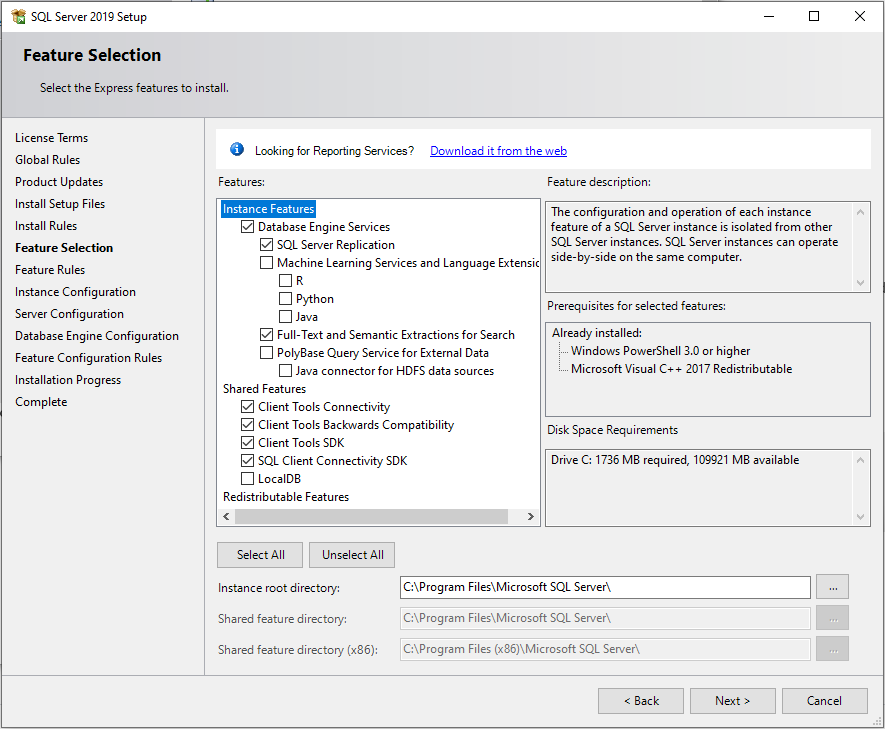 SQL Server 2019 Setup
Feature Selection
Select the Express features to install.
License Terms
Global Rules
Product Updates
Install Setup Files
Install Rules
Feature Selection
Feature Rules
Instance Configuration
Server Configuration
Database Engine Configuration
Feature Configuration Rules
Installation Progress
Complete
Looking for Reporting Services? Download it from the web
Features:
Instance Features
Database Engine Services
SQL Server Replication
Machine Learning Services and Language Extensic
R
Python
Java
Full-Text and Semantic Extractions for Search
PolyBase Query Service for External Data
Java connector for HDFS data sources
Shared Features
Client Tools Connectivity
Client Tools Backwards Compatibility
Client Tools SDK
SQL Client Connectivity SDK
LocalDB
Redistributable Features
Feature description:
The configuration and operation of each instance
feature of a SQL Server instance is isolated from other
SQL Server instances. SQL Server instances can operate
side-by-side on the same computer.
Prerequisites for selected features:
Already installed:
Windows PowerShell 3.0 or higher
Microsoft Visual C++ 2017 Redistributable
Disk Space Requirements
Drive C: 1736 MB required, 109921 MB available
Select All
Unselect All
Instance root directory: C:\Program Files\Microsoft SQL Server\ ...
Shared feature directory: C:\Program Files\Microsoft SQL Server\ ...
Shared feature directory (x86): C:\Program Files (x86)\Microsoft SQL Server\ ...
< Back
Next >
Cancel